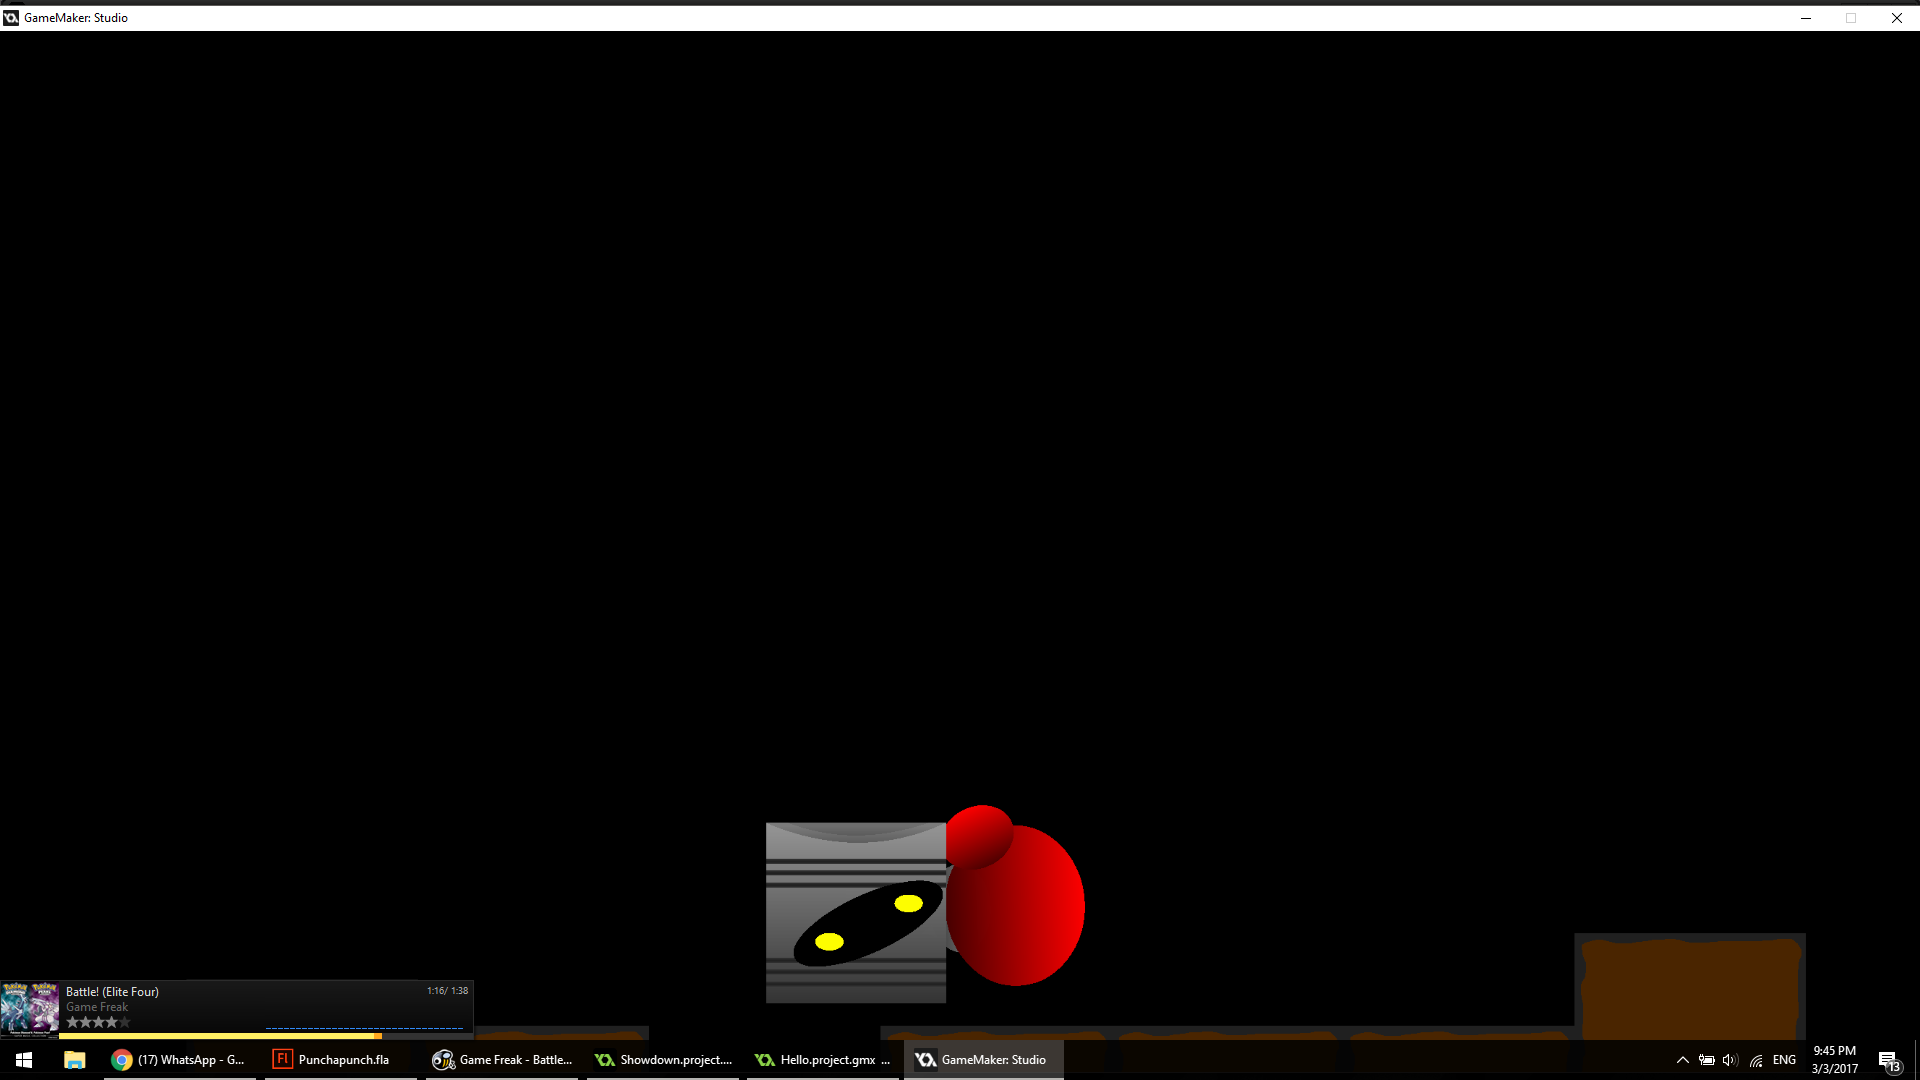 GameMaker: Studio
Battle! (Elite Four)
1:16/ 1:38
Game Freak
(17) WhatsApp - G...
Punchapunch.fla
Game Freak - Battle...
Showdown.project....
Hello.project.gmx ...
GameMaker: Studio
ENG
9:45 PM
3/3/2017
13